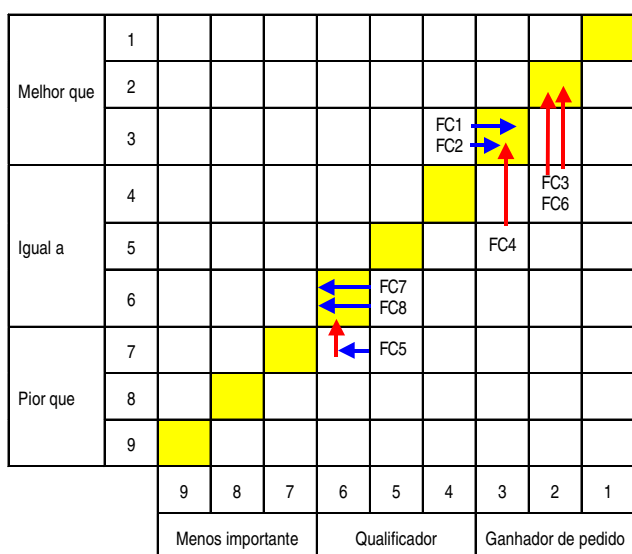 1
Melhor que
2
FC1
FC2
3
4
FC3
FC6
Igual a
5
FC4
6
FC7
FC8
7
FC5
Pior que
8
9
9 8 7 6 5 4 3 2 1
Menos importante Qualificador Ganhador de pedido